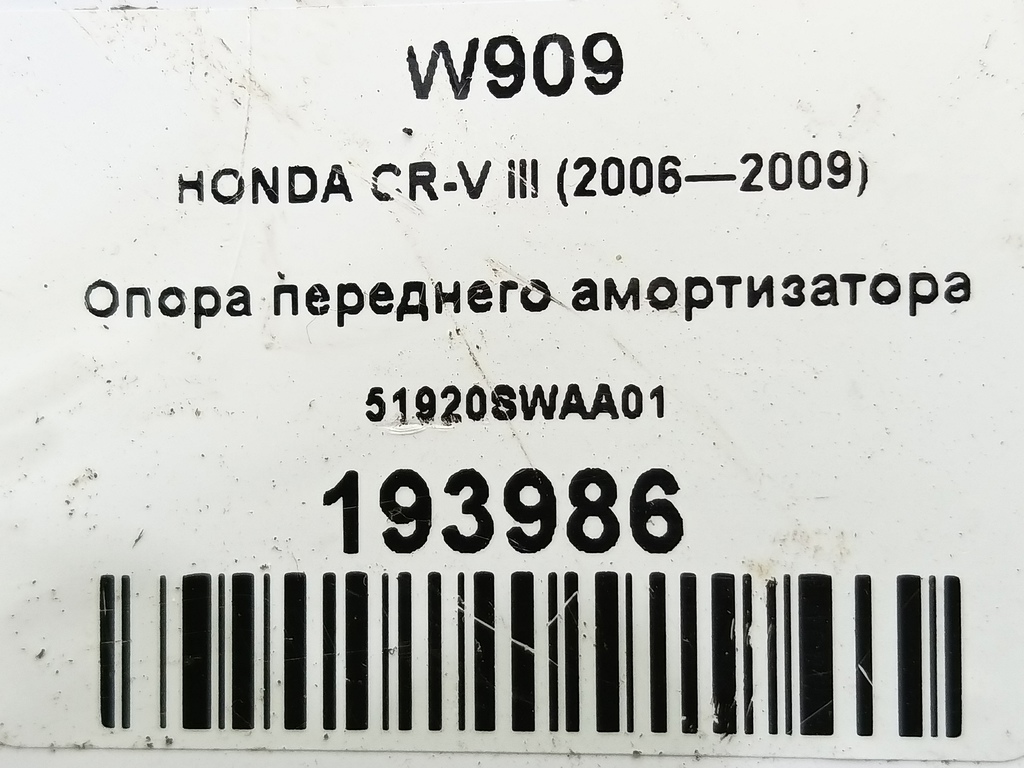 W909
HONDA CR-V III (2006—2009)
Опора переднего амортизатора
51920SWAA01
193986